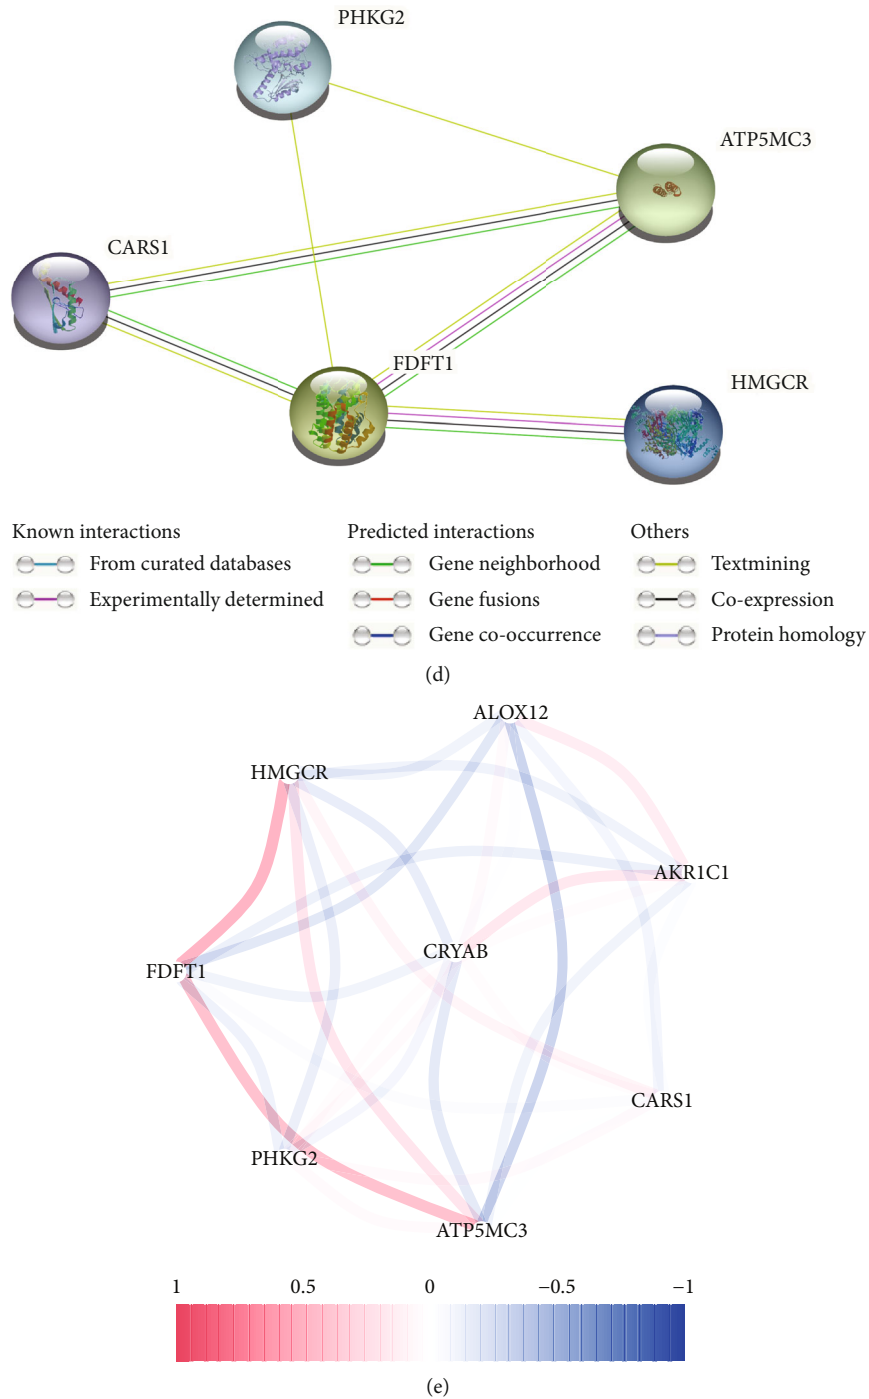 PHKG2
ATP5MC3
CARS1
FDFT1
HMGCR
Known interactions
From curated databases
Experimentally determined
Predicted interactions
Gene neighborhood
Gene fusions
Gene co-occurrence
Others
Textmining
Co-expression
Protein homology
(d)
ALOX12
HMGCR
AKR1C1
CRYAB
FDFT1
CARS1
PHKG2
ATP5MC3
1 0.5 0 −0.5 −1
(e)